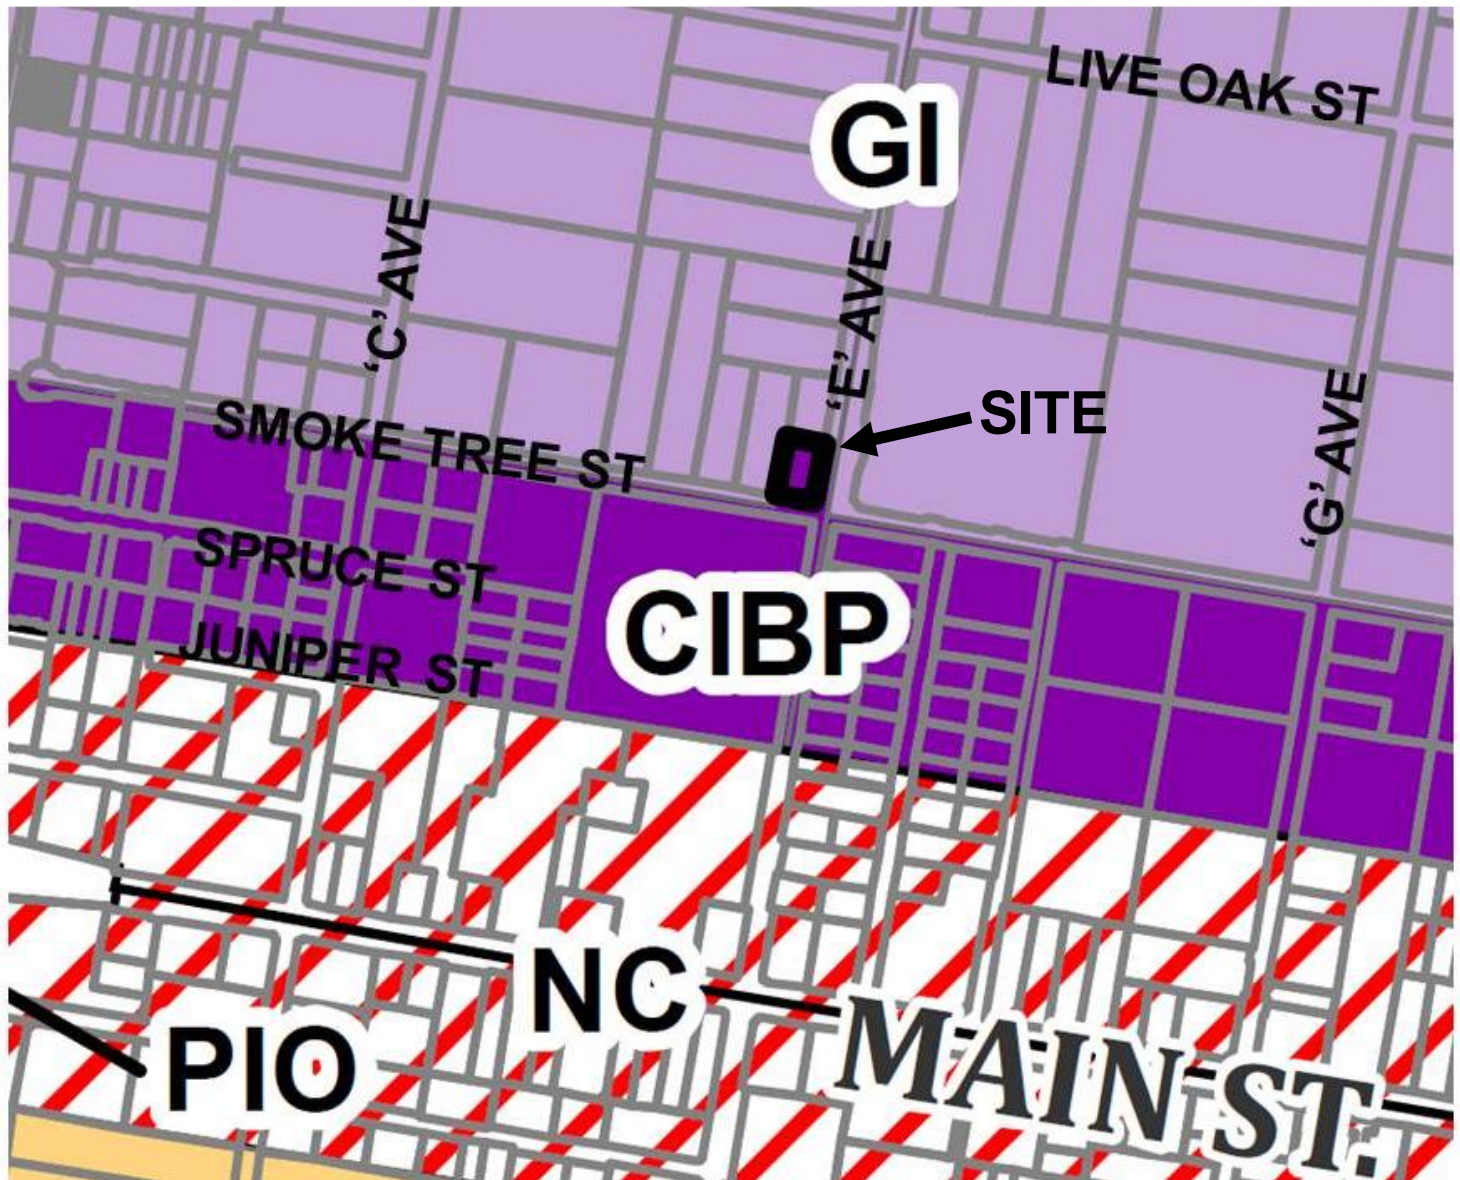 LIVE OAK ST
GI
'C' AVE
'E' AVE
SITE
'G' AVE
SMOKE TREE ST
SPRUCE ST
CIBP
JUNIPER ST
NC
MAIN ST.
PIO